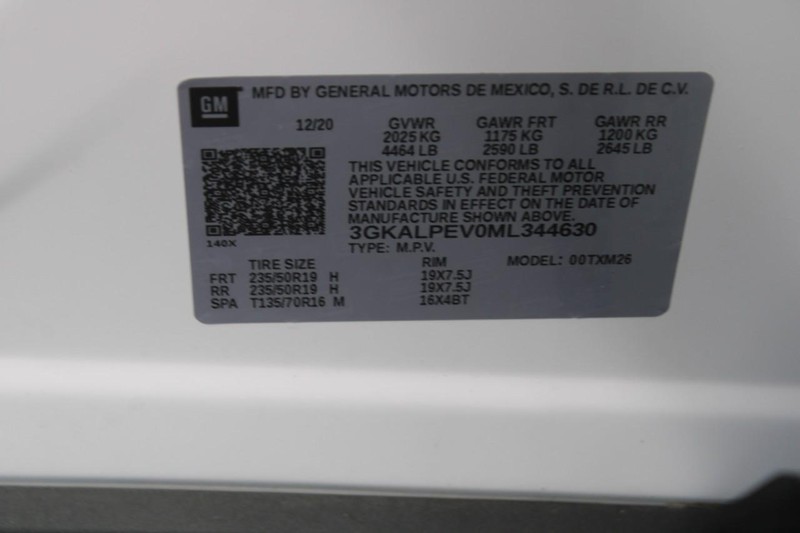 GM MFD BY GENERAL MOTORS DE MEXICO, S. DE R.L. DE C.V.
12/20 GVWR GAWR FRT GAWR RR
2025 KG 1175 KG 1200 KG
4464 LB 2590 LB 2645 LB
THIS VEHICLE CONFORMS TO ALL
APPLICABLE U.S. FEDERAL MOTOR
VEHICLE SAFETY AND THEFT PREVENTION
STANDARDS IN EFFECT ON THE DATE OF
MANUFACTURE SHOWN ABOVE.
140X 3GKALPEV0ML344630
TYPE: M.P.V.
TIRE SIZE RIM MODEL: 00TXM26
FRT 235/50R19 H 19X7.5J
RR 235/50R19 H 19X7.5J
SPA T135/70R16 M 16X4BT